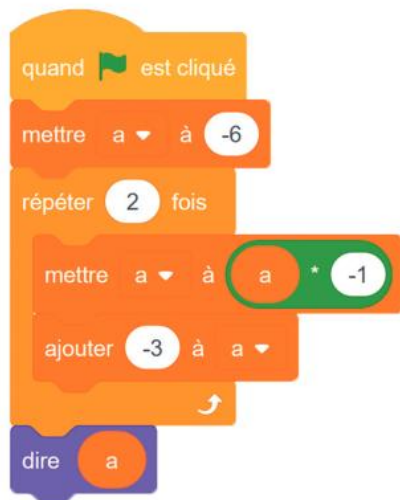 quand est cliqué
mettre a à -6
répéter 2 fois
mettre a à a * -1
ajouter -3 à a
dire a